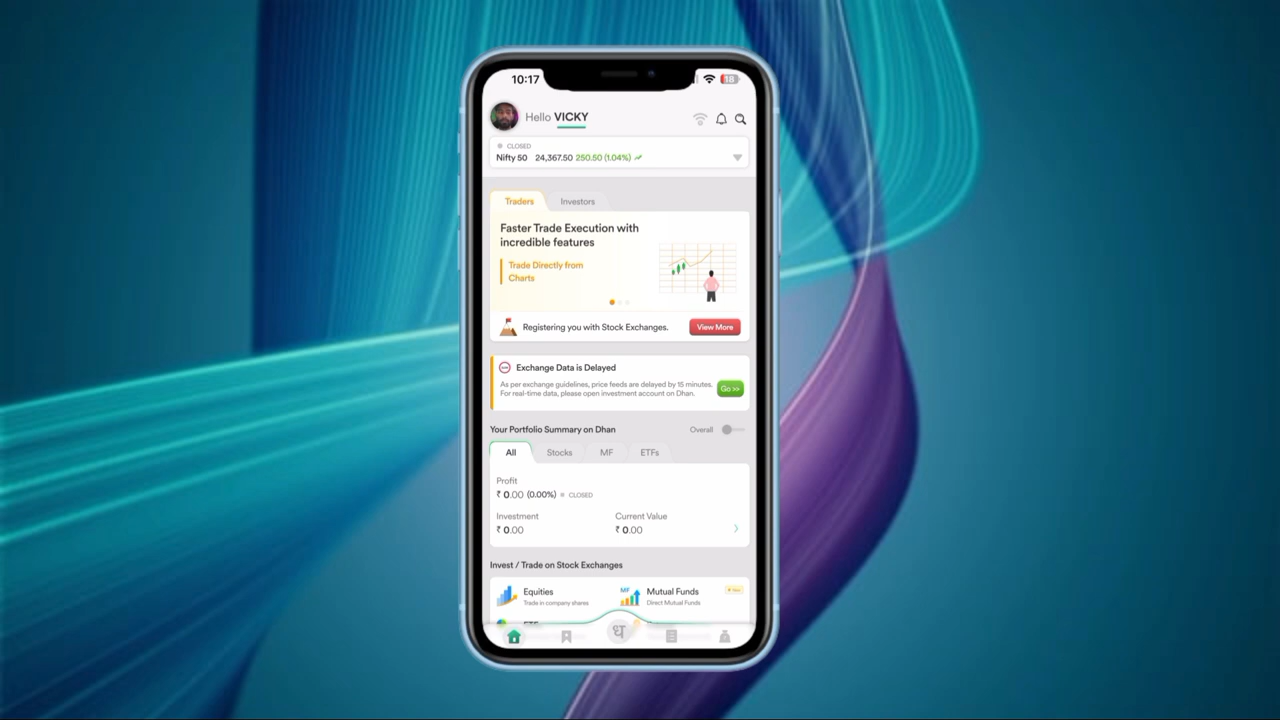 10:17
18
Hello VICKY
CLOSED
Nifty 50 24,367.50 250.50 (1.04%)
Traders
Investors
Faster Trade Execution with
incredible features
Trade Directly from
Charts
Registering you with Stock Exchanges.
View More
Exchange Data is Delayed
As per exchange guidelines, price feeds are delayed by 15 minutes.
For real-time data, please open investment account on Dhan.
Go >>
Your Portfolio Summary on Dhan
Overall
All
Stocks
MF
ETFs
Profit
₹ 0.00 (0.00%) CLOSED
Investment
Current Value
₹ 0.00
₹ 0.00
Invest / Trade on Stock Exchanges
Equities
Trade in company shares
MF
Mutual Funds
Direct Mutual Funds
ध